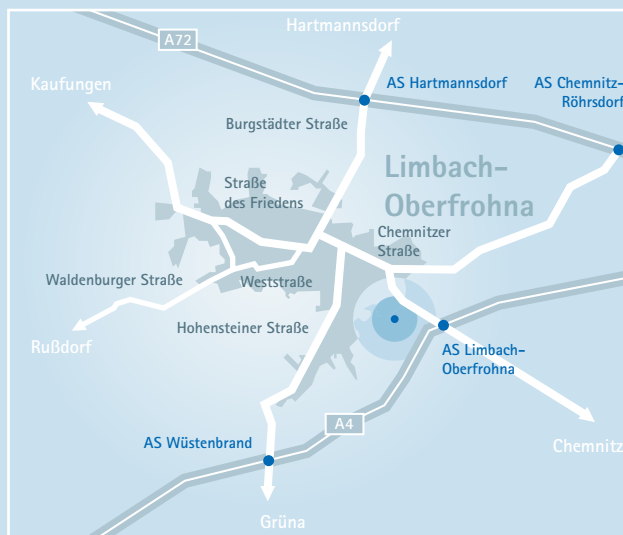 Hartmannsdorf
A72
Kaufungen
AS Hartmannsdorf
AS Chemnitz-
Röhrsdorf
Burgstädter Straße
Limbach-
Oberfrohna
Straße
des Friedens
Chemnitzer
Straße
Waldenburger Straße
Weststraße
Hohensteiner Straße
Rußdorf
AS Limbach-
Oberfrohna
A4
AS Wüstenbrand
Chemnitz
Grüna